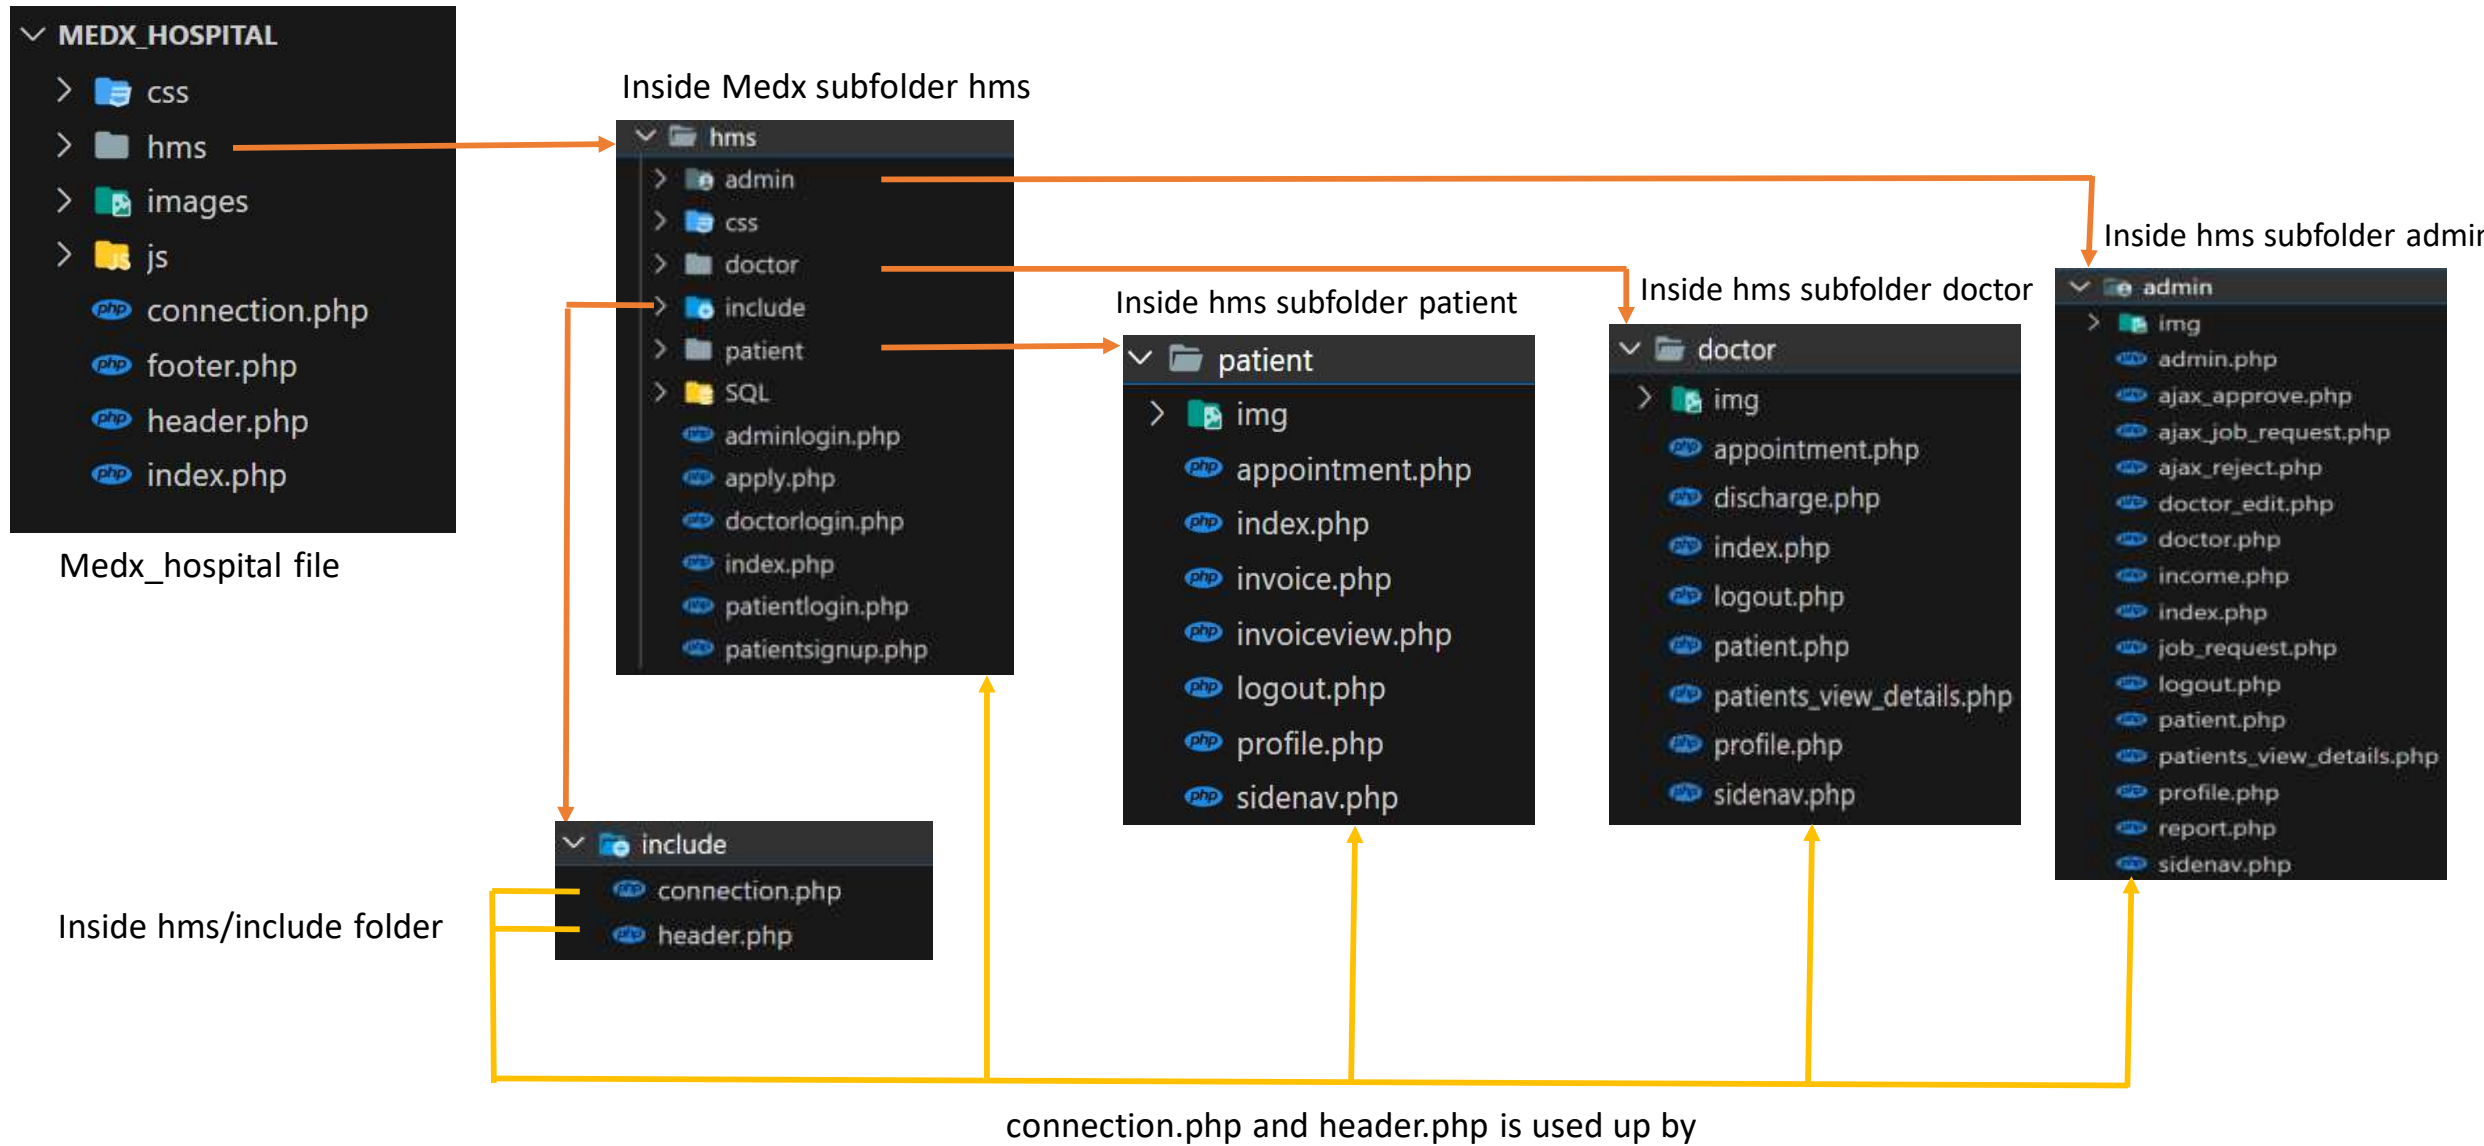 MEDX_HOSPITAL
css
hms
images
js
connection.php
footer.php
header.php
index.php
Medx_hospital file
Inside Medx subfolder hms
hms
admin
css
doctor
include
patient
SQL
adminlogin.php
apply.php
doctorlogin.php
index.php
patientlogin.php
patientsignup.php
Inside hms/include folder
include
connection.php
header.php
Inside hms subfolder patient
patient
img
appointment.php
index.php
invoice.php
invoiceview.php
logout.php
profile.php
sidenav.php
Inside hms subfolder doctor
doctor
img
appointment.php
discharge.php
index.php
logout.php
patient.php
patients_view_details.php
profile.php
sidenav.php
Inside hms subfolder admin
admin
img
admin.php
ajax_approve.php
ajax_job_request.php
ajax_reject.php
doctor_edit.php
doctor.php
income.php
index.php
job_request.php
logout.php
patient.php
patients_view_details.php
profile.php
report.php
sidenav.php
connection.php and header.php is used up by